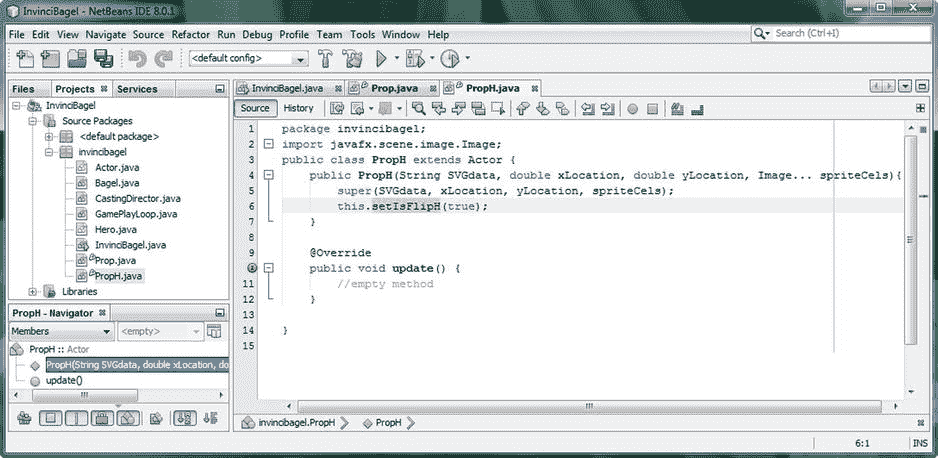 InvinciBagel - NetBeans IDE 8.0.1
File Edit View Navigate Source Refactor Run Debug Profile Team Tools Window Help
Search (Ctrl+I)
<default config>
Files Projects Services
InvinciBagel
Source Packages
<default package>
invincibagel
Actor.java
Bagel.java
CastingDirector.java
GamePlayLoop.java
Hero.java
InvinciBagel.java
Prop.java
PropH.java
Libraries
PropH - Navigator
Members <empty>
PropH :: Actor
PropH(String SVGdata, double xLocation, do
update()
InvinciBagel.java Prop.java PropH.java
Source History
1 package invincibagel;
2 import javafx.scene.image.Image;
3 public class PropH extends Actor {
4 public PropH(String SVGdata, double xLocation, double yLocation, Image... spriteCels){
5 super(SVGdata, xLocation, yLocation, spriteCels);
6 this.setIsFlipH(true);
7 }
8
9 @Override
public void update() {
11 //empty method
12 }
13
14 }
15
invincibagel.PropH PropH
6:1 INS